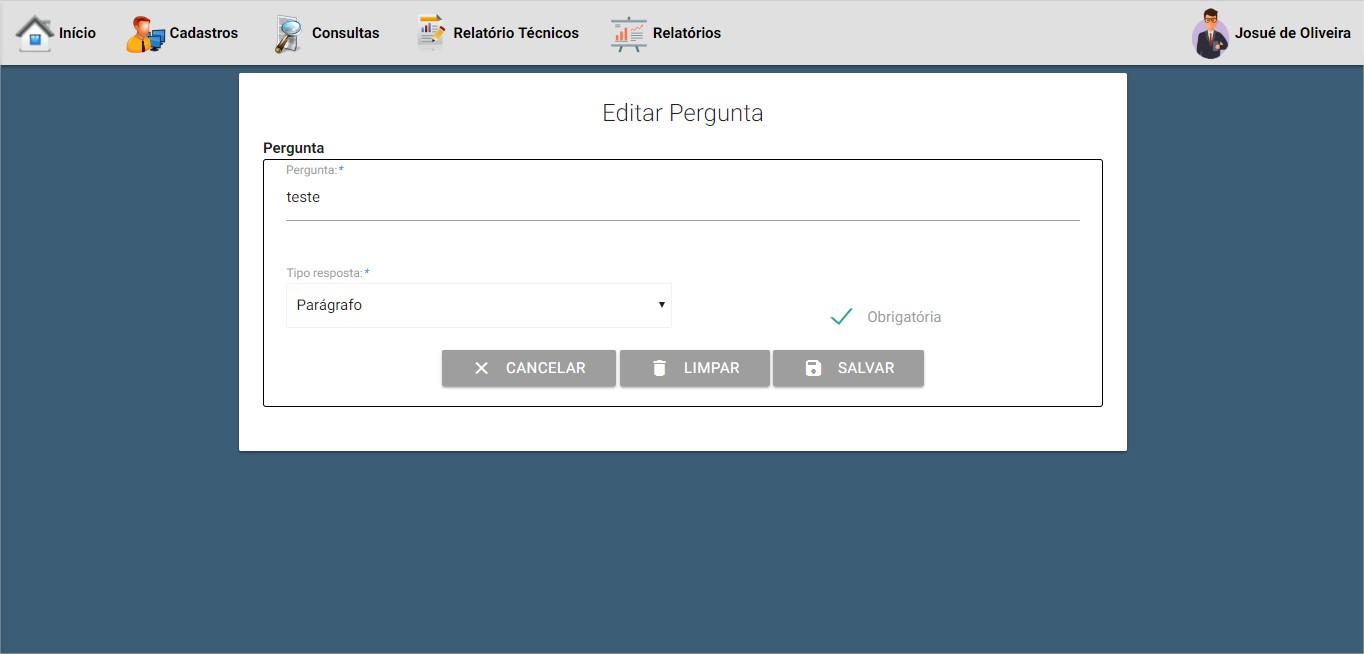 Início Cadastros Consultas Relatório Técnicos Relatórios Josué de Oliveira
Editar Pergunta
Pergunta
Pergunta:*
teste
Tipo resposta:*
Parágrafo
Obrigatória
CANCELAR LIMPAR SALVAR